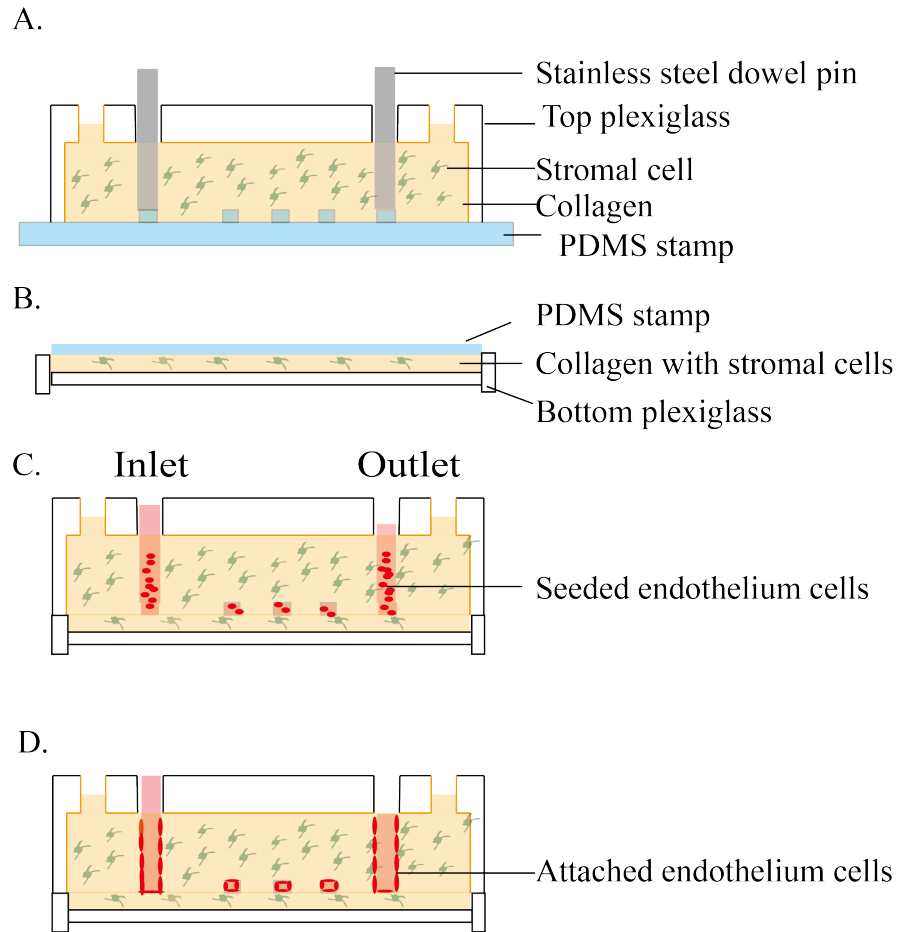 A.
Stainless steel dowel pin
Top plexiglass
Stromal cell
Collagen
PDMS stamp
B.
PDMS stamp
Collagen with stromal cells
Bottom plexiglass
C.
Inlet
Outlet
Seeded endothelium cells
D.
Attached endothelium cells